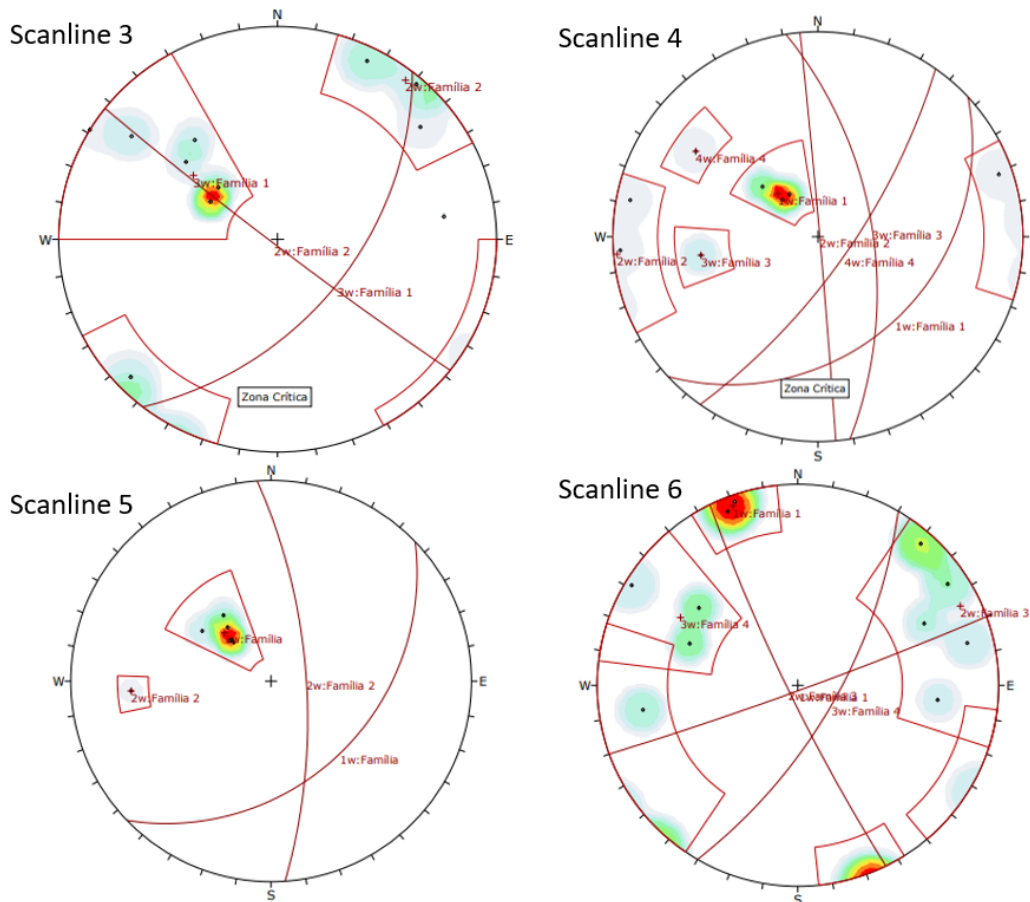 Scanline 3
N
2w:Família 2
3w:Família 1
W
E
2w:Família 2
3w:Família 1
Zona Crítica
Scanline 4
N
4w:Família 4
1w:Família 1
W
E
3w:Família 3
2w:Família 2
2w:Família 2
3w:Família 3
4w:Família 4
1w:Família 1
Zona Crítica
S
Scanline 5
N
W
E
2w:Família 2
2w:Família 2
1w:Família
S
Scanline 6
N
1w:Família 1
2w:Família 3
3w:Família 4
W
E
3w:Família 4
S